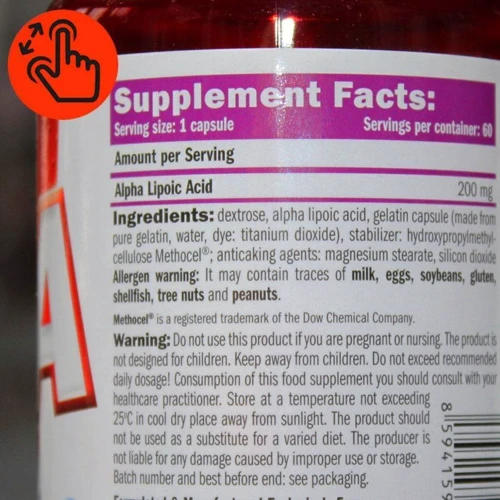 Supplement Facts:
Serving size: 1 capsule Servings per container: 60
Amount per Serving
Alpha Lipoic Acid 200 mg
Ingredients: dextrose, alpha lipoic acid, gelatin capsule (made from
pure gelatin, water, dye: titanium dioxide), stabilizer: hydroxypropylmethyl
cellulose Methocel®; anticaking agents: magnesium stearate, silicon dioxide
Allergen warning: It may contain traces of milk, eggs, soybeans, gluten,
shellfish, tree nuts and peanuts.
Methocel® is a registered trademark of the Dow Chemical Company.
Warning: Do not use this product if you are pregnant or nursing. The product is
not designed for children. Keep away from children. Do not exceed recommended
daily dosage! Consumption of this food supplement you should consult with your
healthcare practitioner. Store at a temperature not exceeding
25°C in cool dry place away from sunlight. The product should
not be used as a substitute for a varied diet. The producer is
not liable for any damage caused by improper use or storage.
Batch number and best before end: see packaging.
8 594159